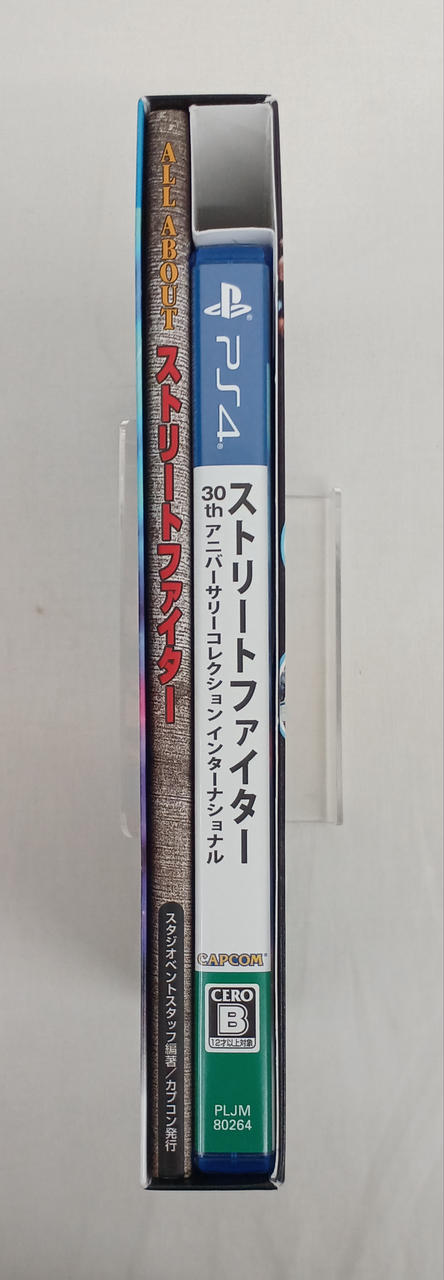 ALL ABOUT
ストリートファイター
スタジオベントスタッフ編著/カプコン発行
PS4
ストリートファイター
30th アニバーサリーコレクション インターナショナル
CAPCOM
CERO
B
12才以上対象
PLJM
80264